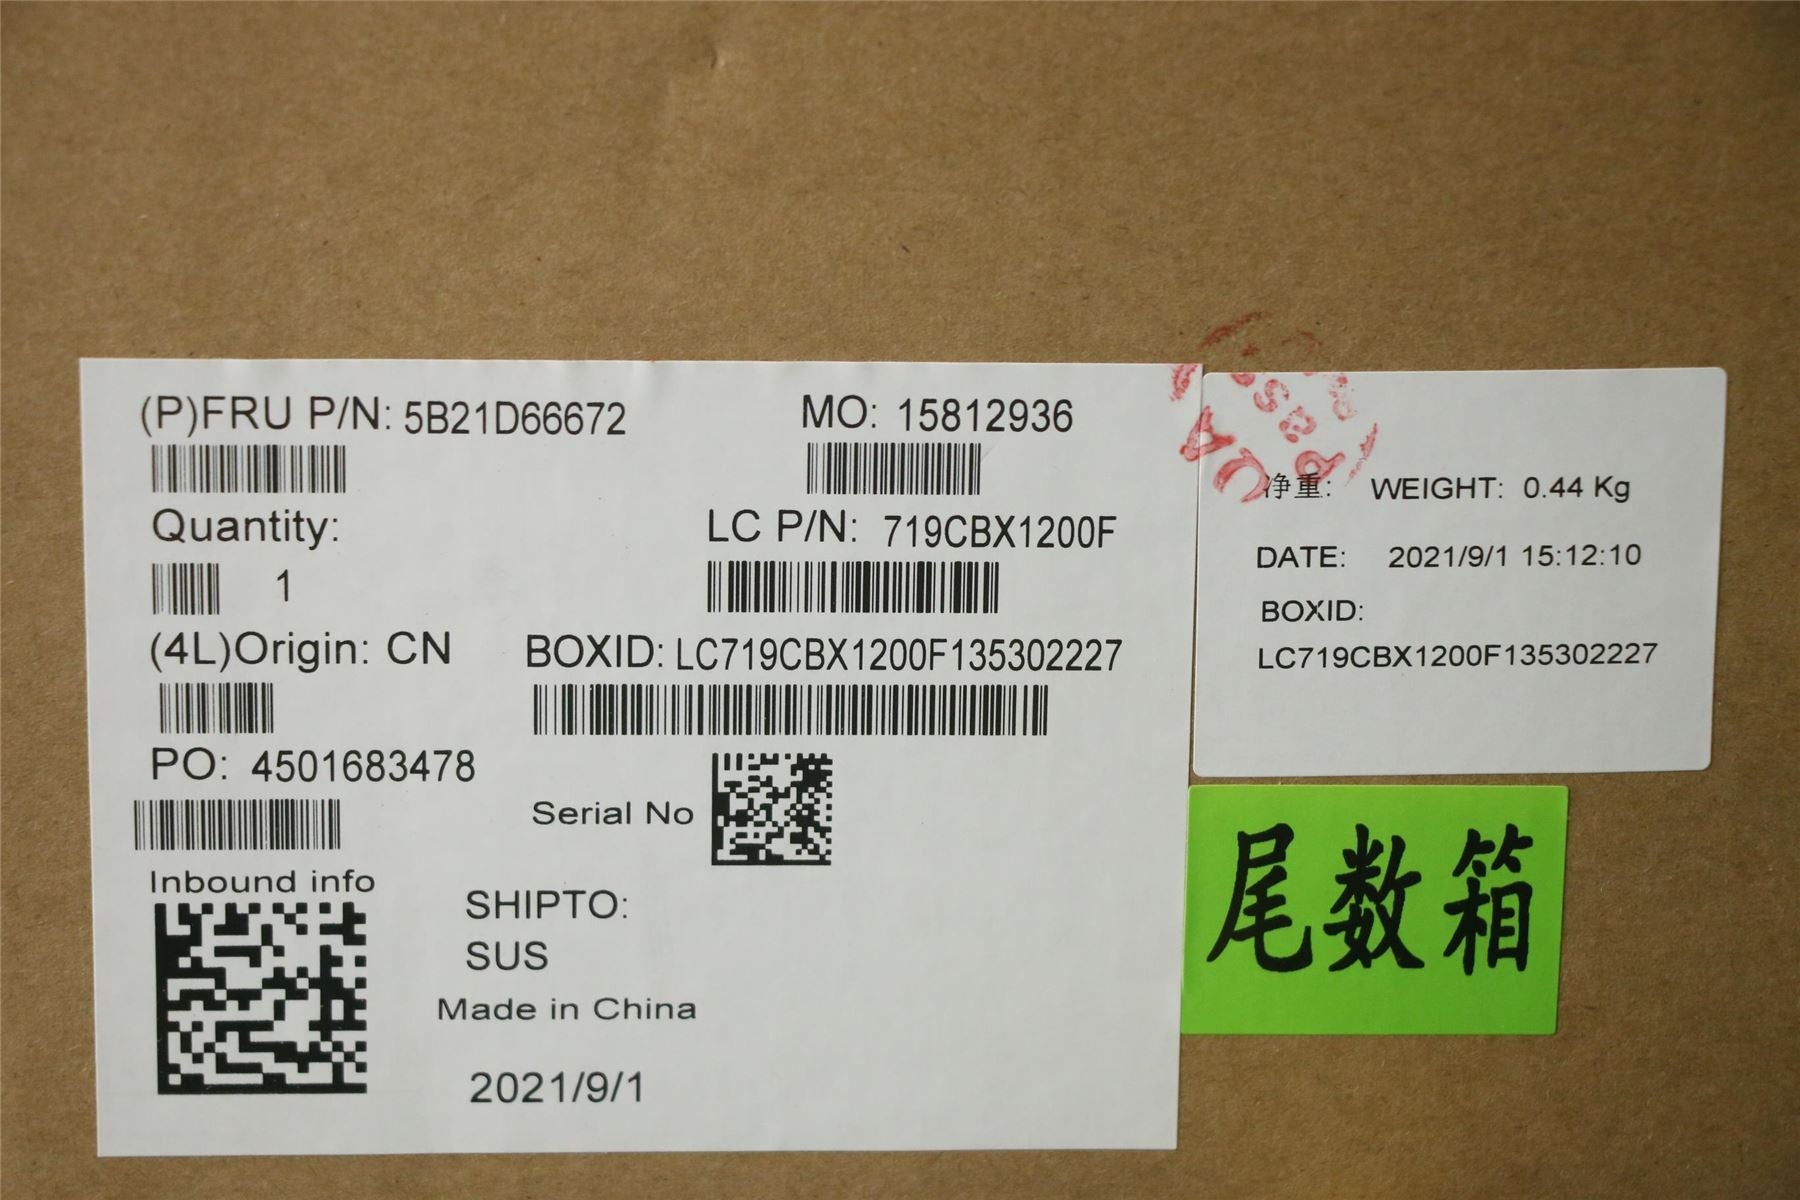 (P)FRU P/N: 5B21D66672
MO: 15812936
Quantity:
1
LC P/N: 719CBX1200F
(4L)Origin: CN
BOXID: LC719CBX1200F135302227
PO: 4501683478
Serial No
Inbound info
SHIPTO:
SUS
Made in China
2021/9/1
净重: WEIGHT: 0.44 Kg
DATE: 2021/9/1 15:12:10
BOXID:
LC719CBX1200F135302227
尾数箱